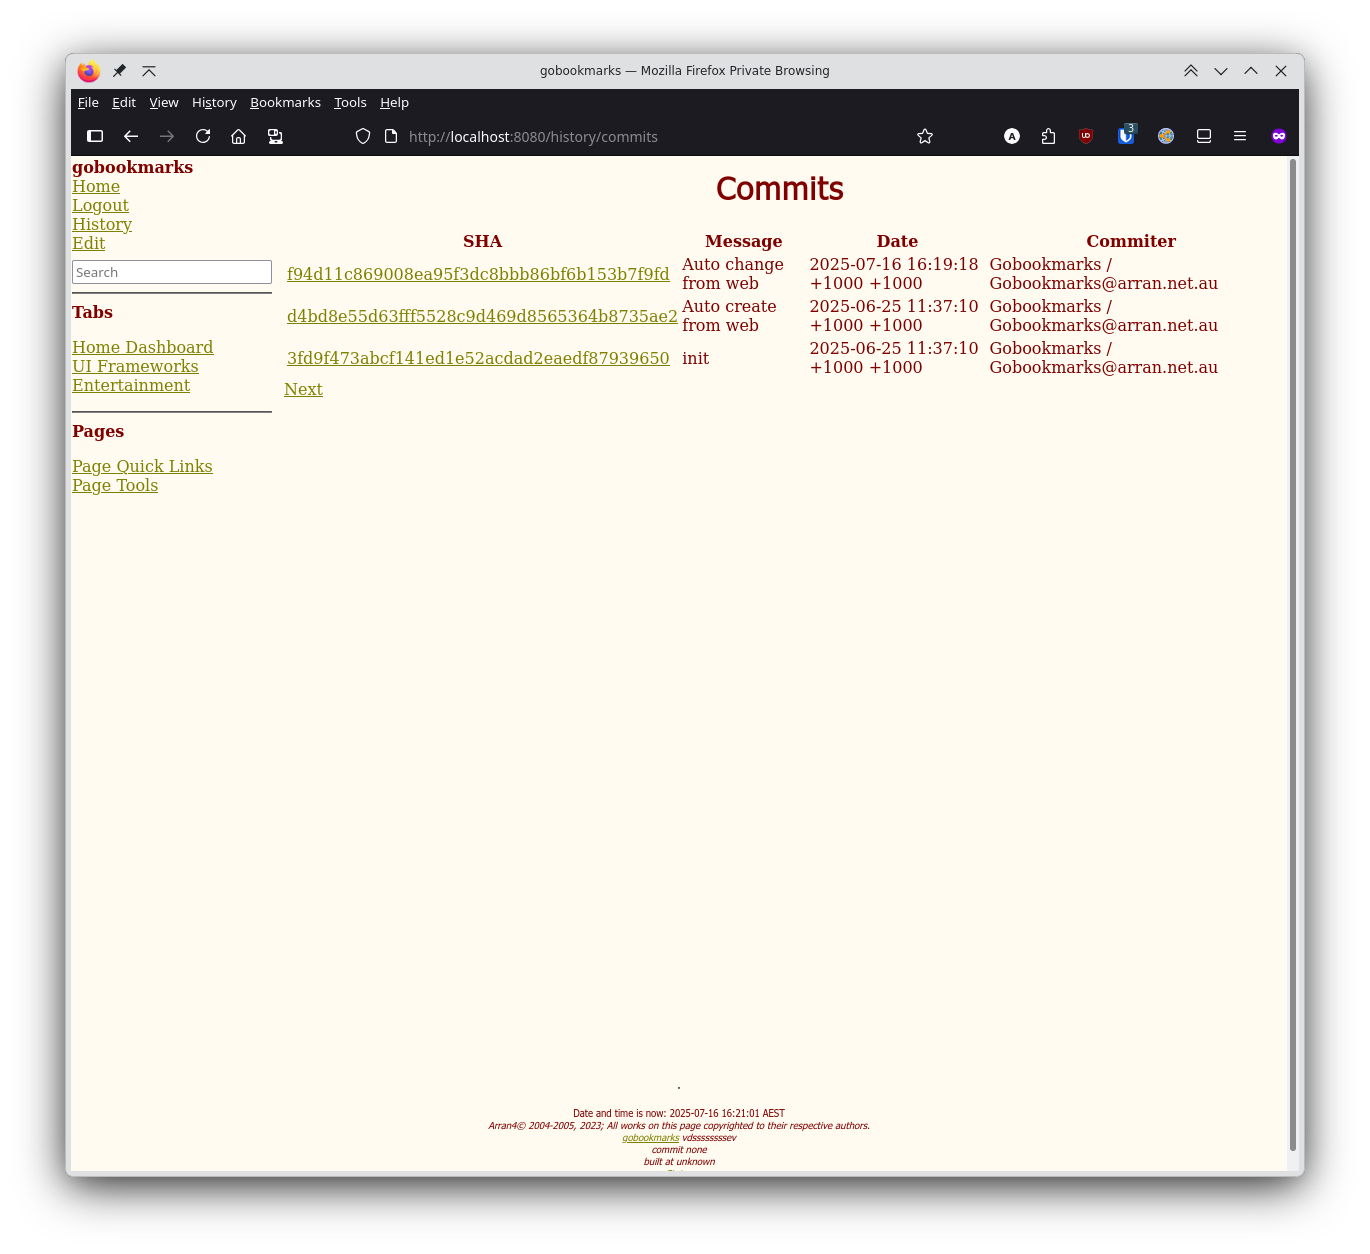 gobookmarks — Mozilla Firefox Private Browsing
File Edit View History Bookmarks Tools Help
http://localhost:8080/history/commits
A
UD
3
gobookmarks
Home
Logout
History
Edit
Search
Tabs
Home Dashboard
UI Frameworks
Entertainment
Pages
Page Quick Links
Page Tools
Commits
SHA Message Date Commiter
f94d11c869008ea95f3dc8bbb86bf6b153b7f9fd Auto change from web 2025-07-16 16:19:18 +1000 +1000 Gobookmarks / Gobookmarks@arran.net.au
d4bd8e55d63fff5528c9d469d8565364b8735ae2 Auto create from web 2025-06-25 11:37:10 +1000 +1000 Gobookmarks / Gobookmarks@arran.net.au
3fd9f473abcf141ed1e52acdad2eaedf87939650 init 2025-06-25 11:37:10 +1000 +1000 Gobookmarks / Gobookmarks@arran.net.au
Next
.
Date and time is now: 2025-07-16 16:21:01 AEST
Arran4© 2004-2005, 2023; All works on this page copyrighted to their respective authors.
gobookmarks vdsssssssssev
commit none
built at unknown